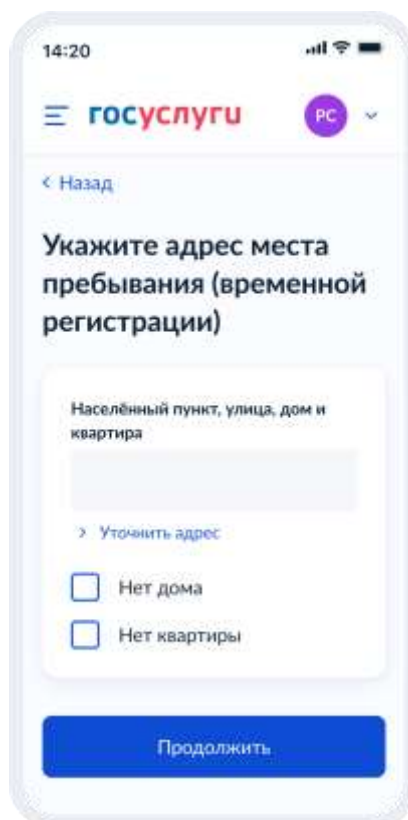 14:20
госуслуги
РС
< Назад
Укажите адрес места
пребывания (временной
регистрации)
Населённый пункт, улица, дом и
квартира
> Уточнить адрес
Нет дома
Нет квартиры
Продолжить